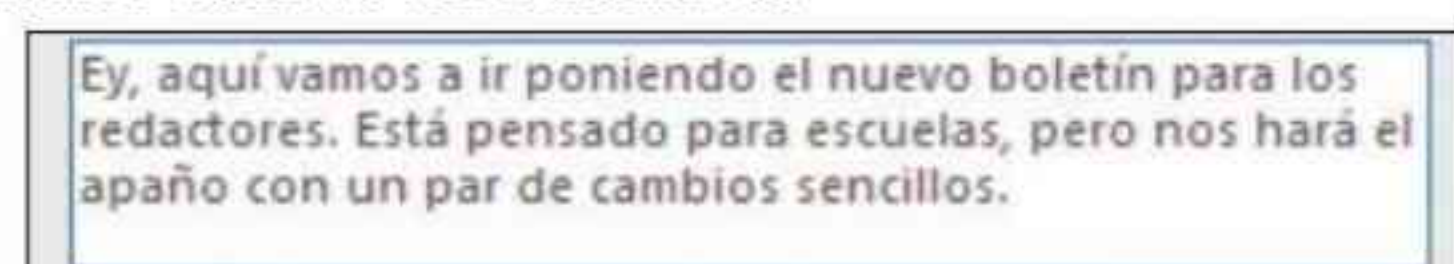 Ey, aquí vamos a ir poniendo el nuevo boletín para los
redactores. Está pensado para escuelas, pero nos hará el
apaño con un par de cambios sencillos.